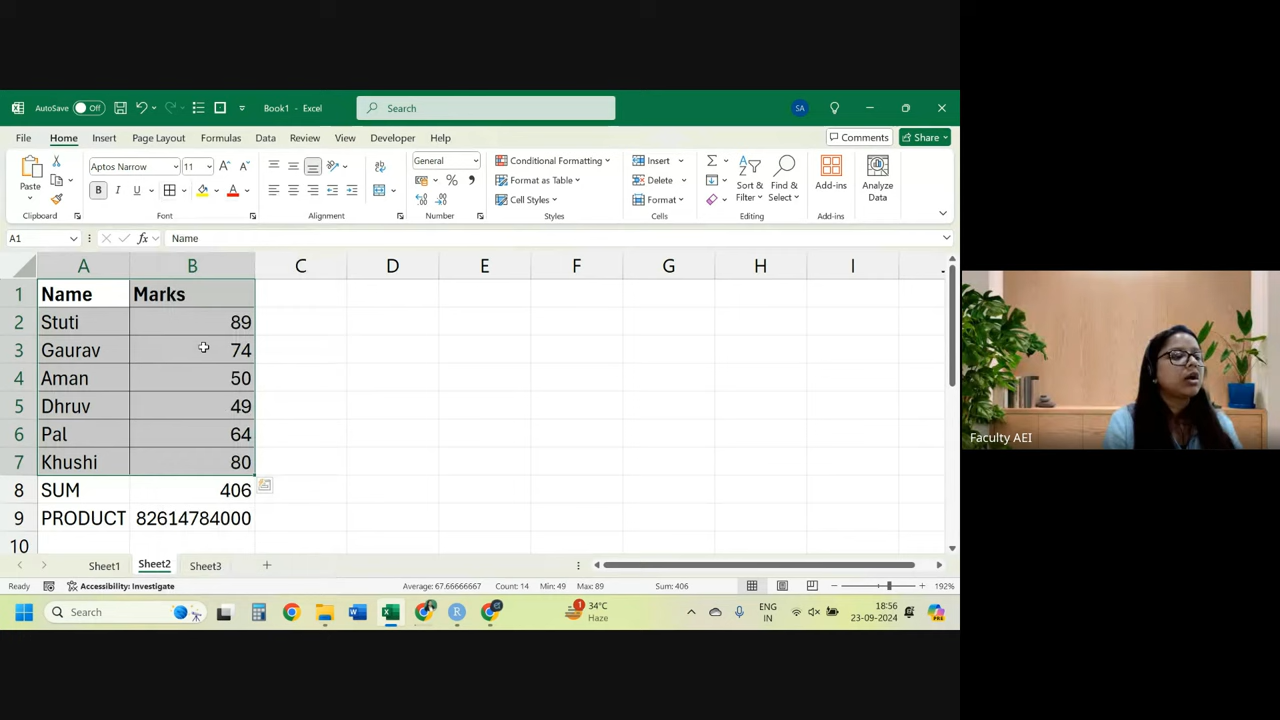 AutoSave Off Book1 - Excel Search SA
File Home Insert Page Layout Formulas Data Review View Developer Help Comments Share
Paste Aptos Narrow 11 A A General Conditional Formatting Insert Sort & Filter Find & Select Add-ins Analyze Data
B I U A % Format as Table Delete
Cell Styles Format
Clipboard Font Alignment Number Styles Cells Editing Add-ins
A1 fx Name
A B C D E F G H I
1 Name Marks
2 Stuti 89
3 Gaurav 74
4 Aman 50
5 Dhruv 49
6 Pal 64
7 Khushi 80
8 SUM 406
9 PRODUCT 82614784000
10
Faculty AEI
Sheet1 Sheet2 Sheet3
Ready Accessibility: Investigate Average: 67.66666667 Count: 14 Min: 49 Max: 89 Sum: 406 192%
Search 1 34°C Haze ENG IN 18:56 23-09-2024